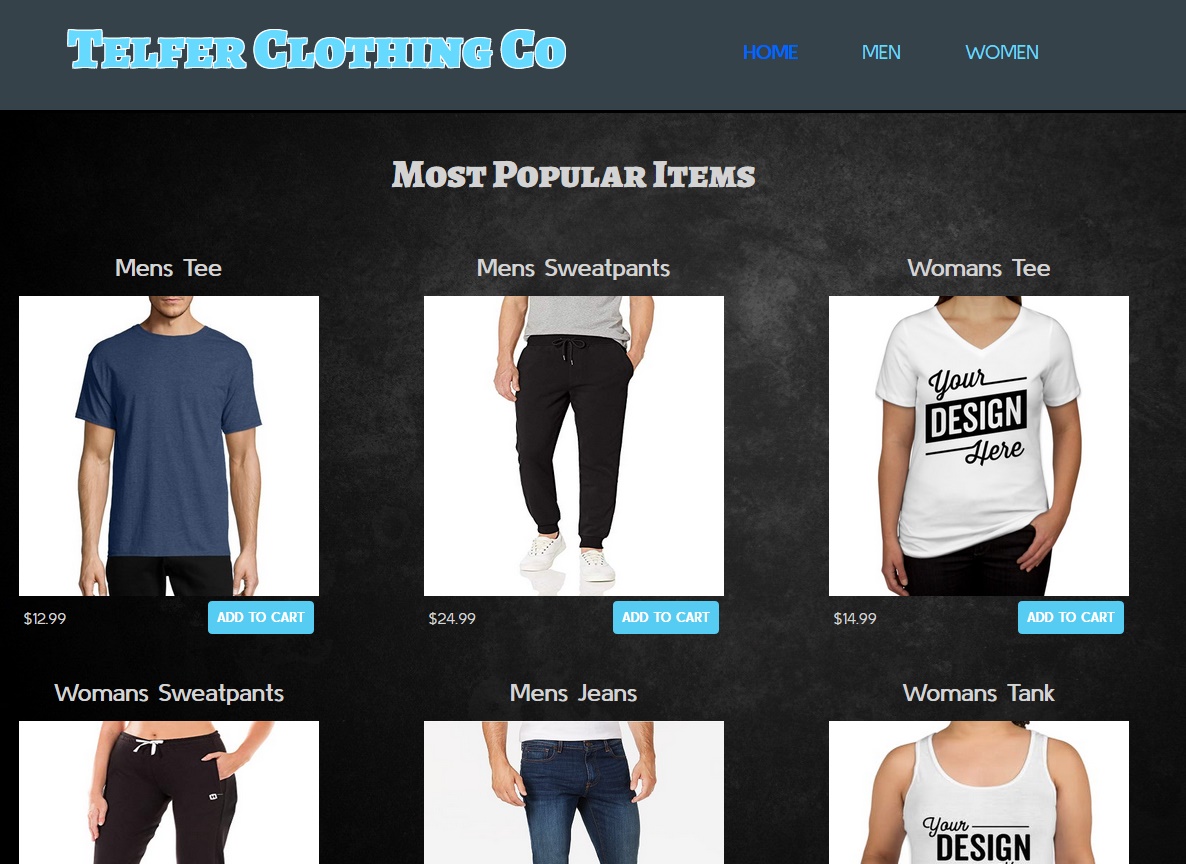 Telfer Clothing Co
HOME MEN WOMEN
Most Popular Items
Mens Tee Mens Sweatpants Womans Tee
Your
DESIGN
Here
$12.99 ADD TO CART $24.99 ADD TO CART $14.99 ADD TO CART
Womans Sweatpants Mens Jeans Womans Tank
Your
DESIGN